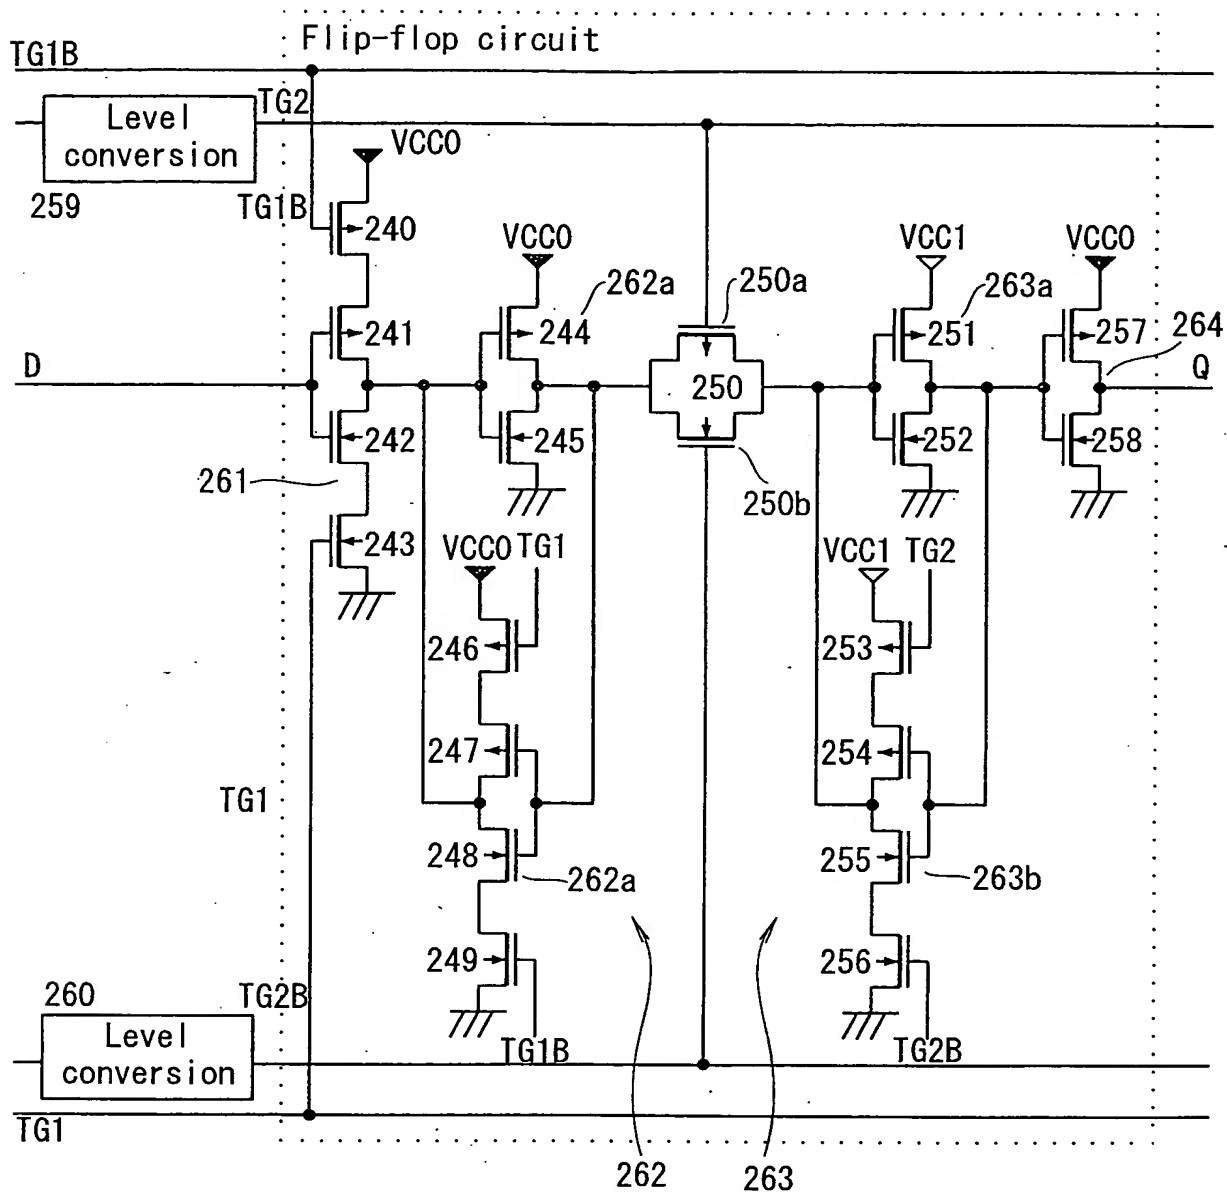 Flip-flop circuit
TG1B
Level
conversion
TG2
259
TG1B
VCC0
240
VCC0
262a
250a
VCC1
263a
VCC0
241
244
251
257
264
D
250
Q
242
245
252
258
261
250b
243
VCC0
TG1
VCC1
TG2
246
253
247
254
TG1
248
262a
255
263b
249
256
260
TG2B
Level
conversion
TG1B
TG2B
TG1
262
263